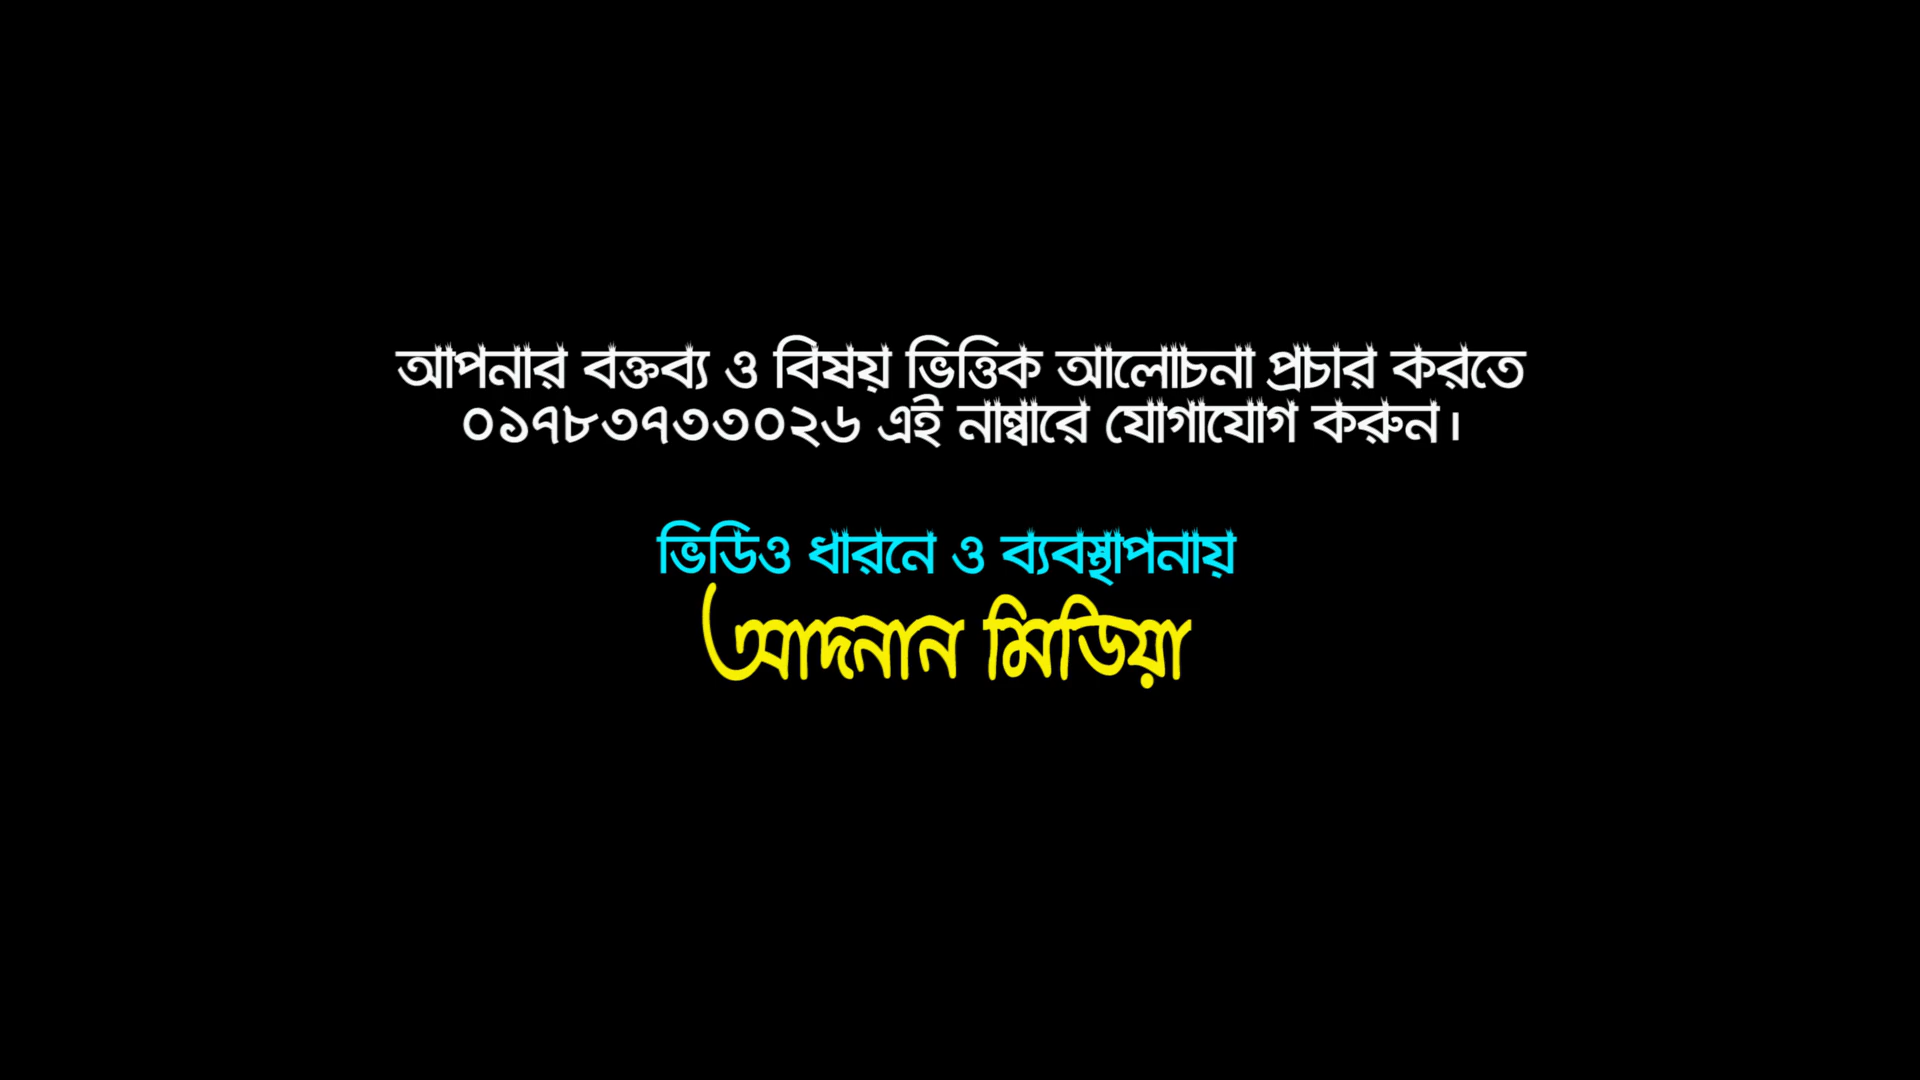 আপনার বক্তব্য ও বিষয় ভিত্তিক আলোচনা প্রচার করতে
০১৭৮৩৭৩৩০২৬ এই নাম্বারে যোগাযোগ করুন।
ভিডিও ধারনে ও ব্যবস্থাপনায়
আদনান মিডিয়া